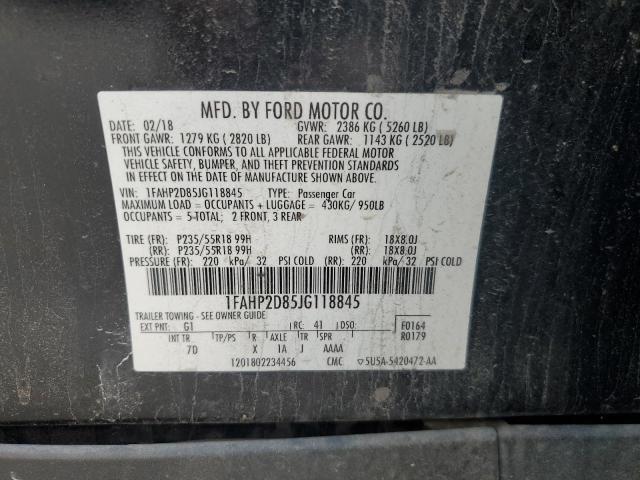 MFD. BY FORD MOTOR CO.
DATE: 02/18 GVWR: 2386 KG ( 5260 LB)
FRONT GAWR: 1279 KG ( 2820 LB) REAR GAWR: 1143 KG ( 2520 LB)
THIS VEHICLE CONFORMS TO ALL APPLICABLE FEDERAL MOTOR
VEHICLE SAFETY, BUMPER, AND THEFT PREVENTION STANDARDS
IN EFFECT ON THE DATE OF MANUFACTURE SHOWN ABOVE.
VIN: 1FAHP2D85JG118845 TYPE: Passenger Car
MAXIMUM LOAD = OCCUPANTS + LUGGAGE = 430KG/ 950LB
OCCUPANTS = 5-TOTAL; 2 FRONT, 3 REAR
TIRE (FR): P235/55R18 99H RIMS (FR): 18X8.0J
(RR): P235/55R18 99H (RR): 18X8.0J
PRESSURE (FR): 220 kPa/ 32 PSI COLD (RR): 220 kPa/ 32 PSI COLD
1FAHP2D85JG118845
TRAILER TOWING - SEE OWNER GUIDE
EXT PNT: G1 RC: 41 DSO: F0164
INT TR TP/PS R AXLE TR SPR R0179
7D X 1A J AAAA
1201802234456 CMC ▽5U5A-5420472-AA